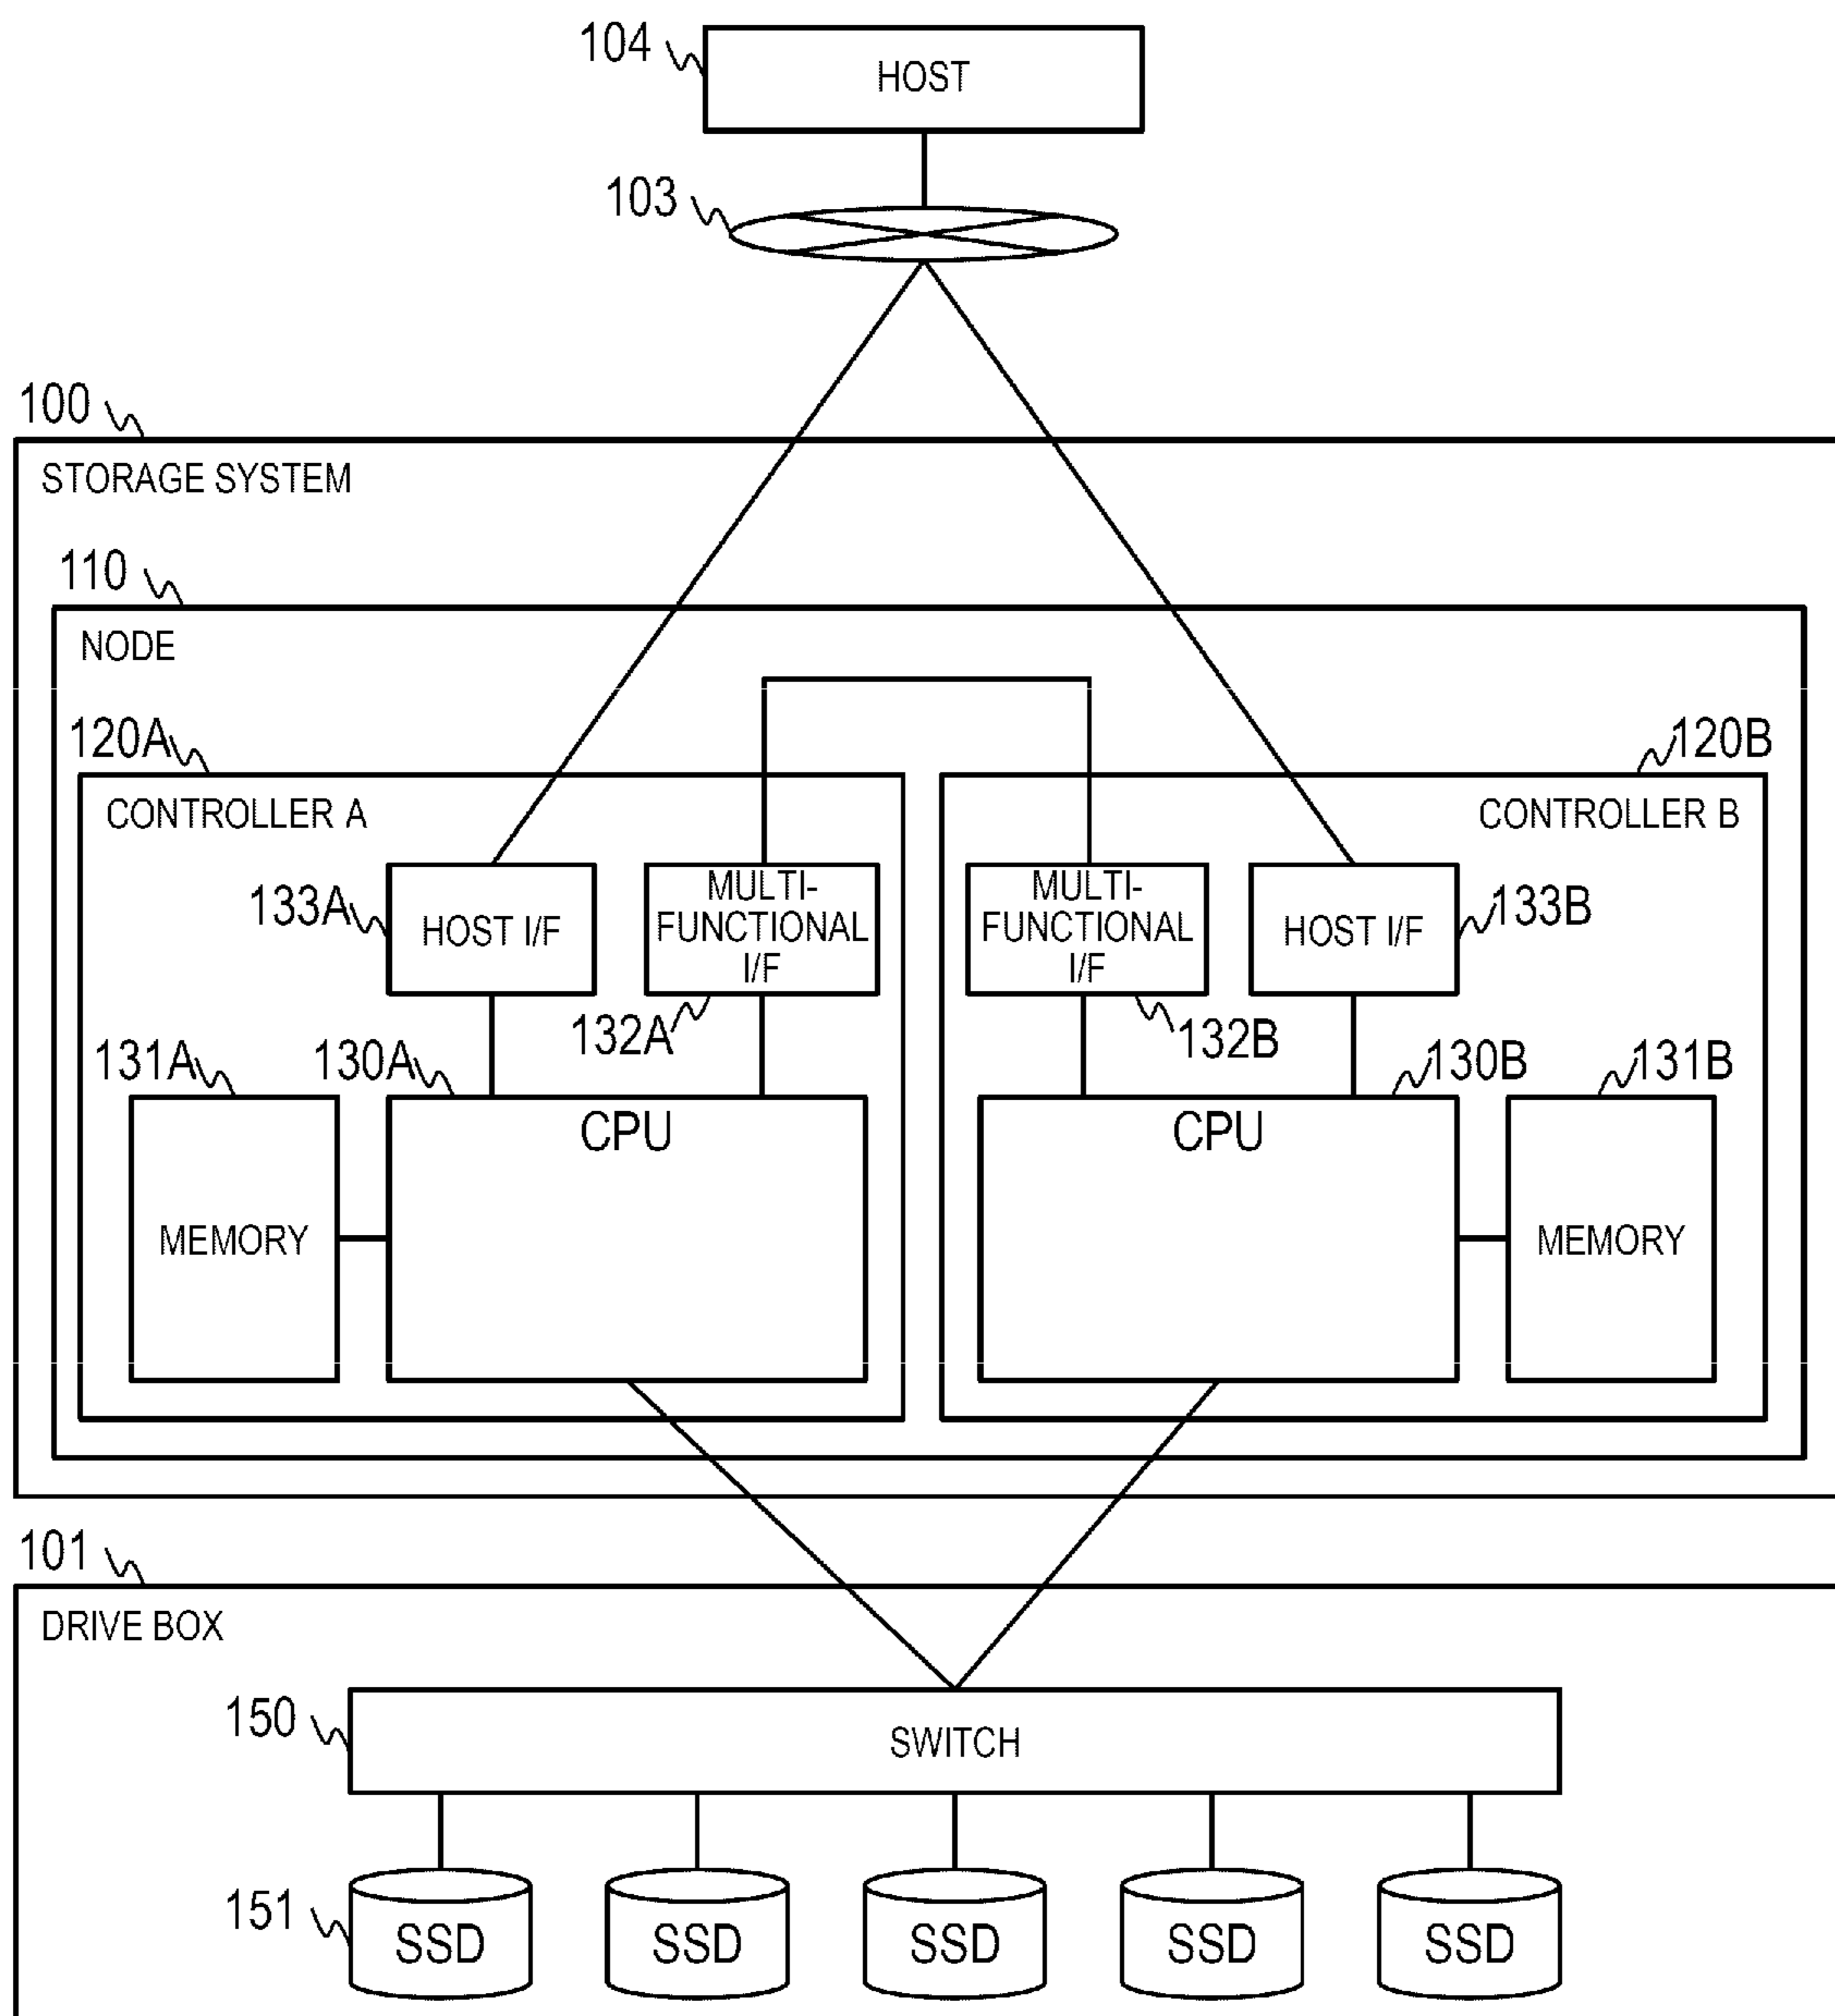 104
HOST
103
100
STORAGE SYSTEM
110
NODE
120A
120B
CONTROLLER A
CONTROLLER B
133A
HOST I/F
MULTI-
FUNCTIONAL
I/F
MULTI-
FUNCTIONAL
I/F
HOST I/F
133B
132A
132B
131A
130A
130B
131B
CPU
CPU
MEMORY
MEMORY
101
DRIVE BOX
150
SWITCH
151
SSD
SSD
SSD
SSD
SSD